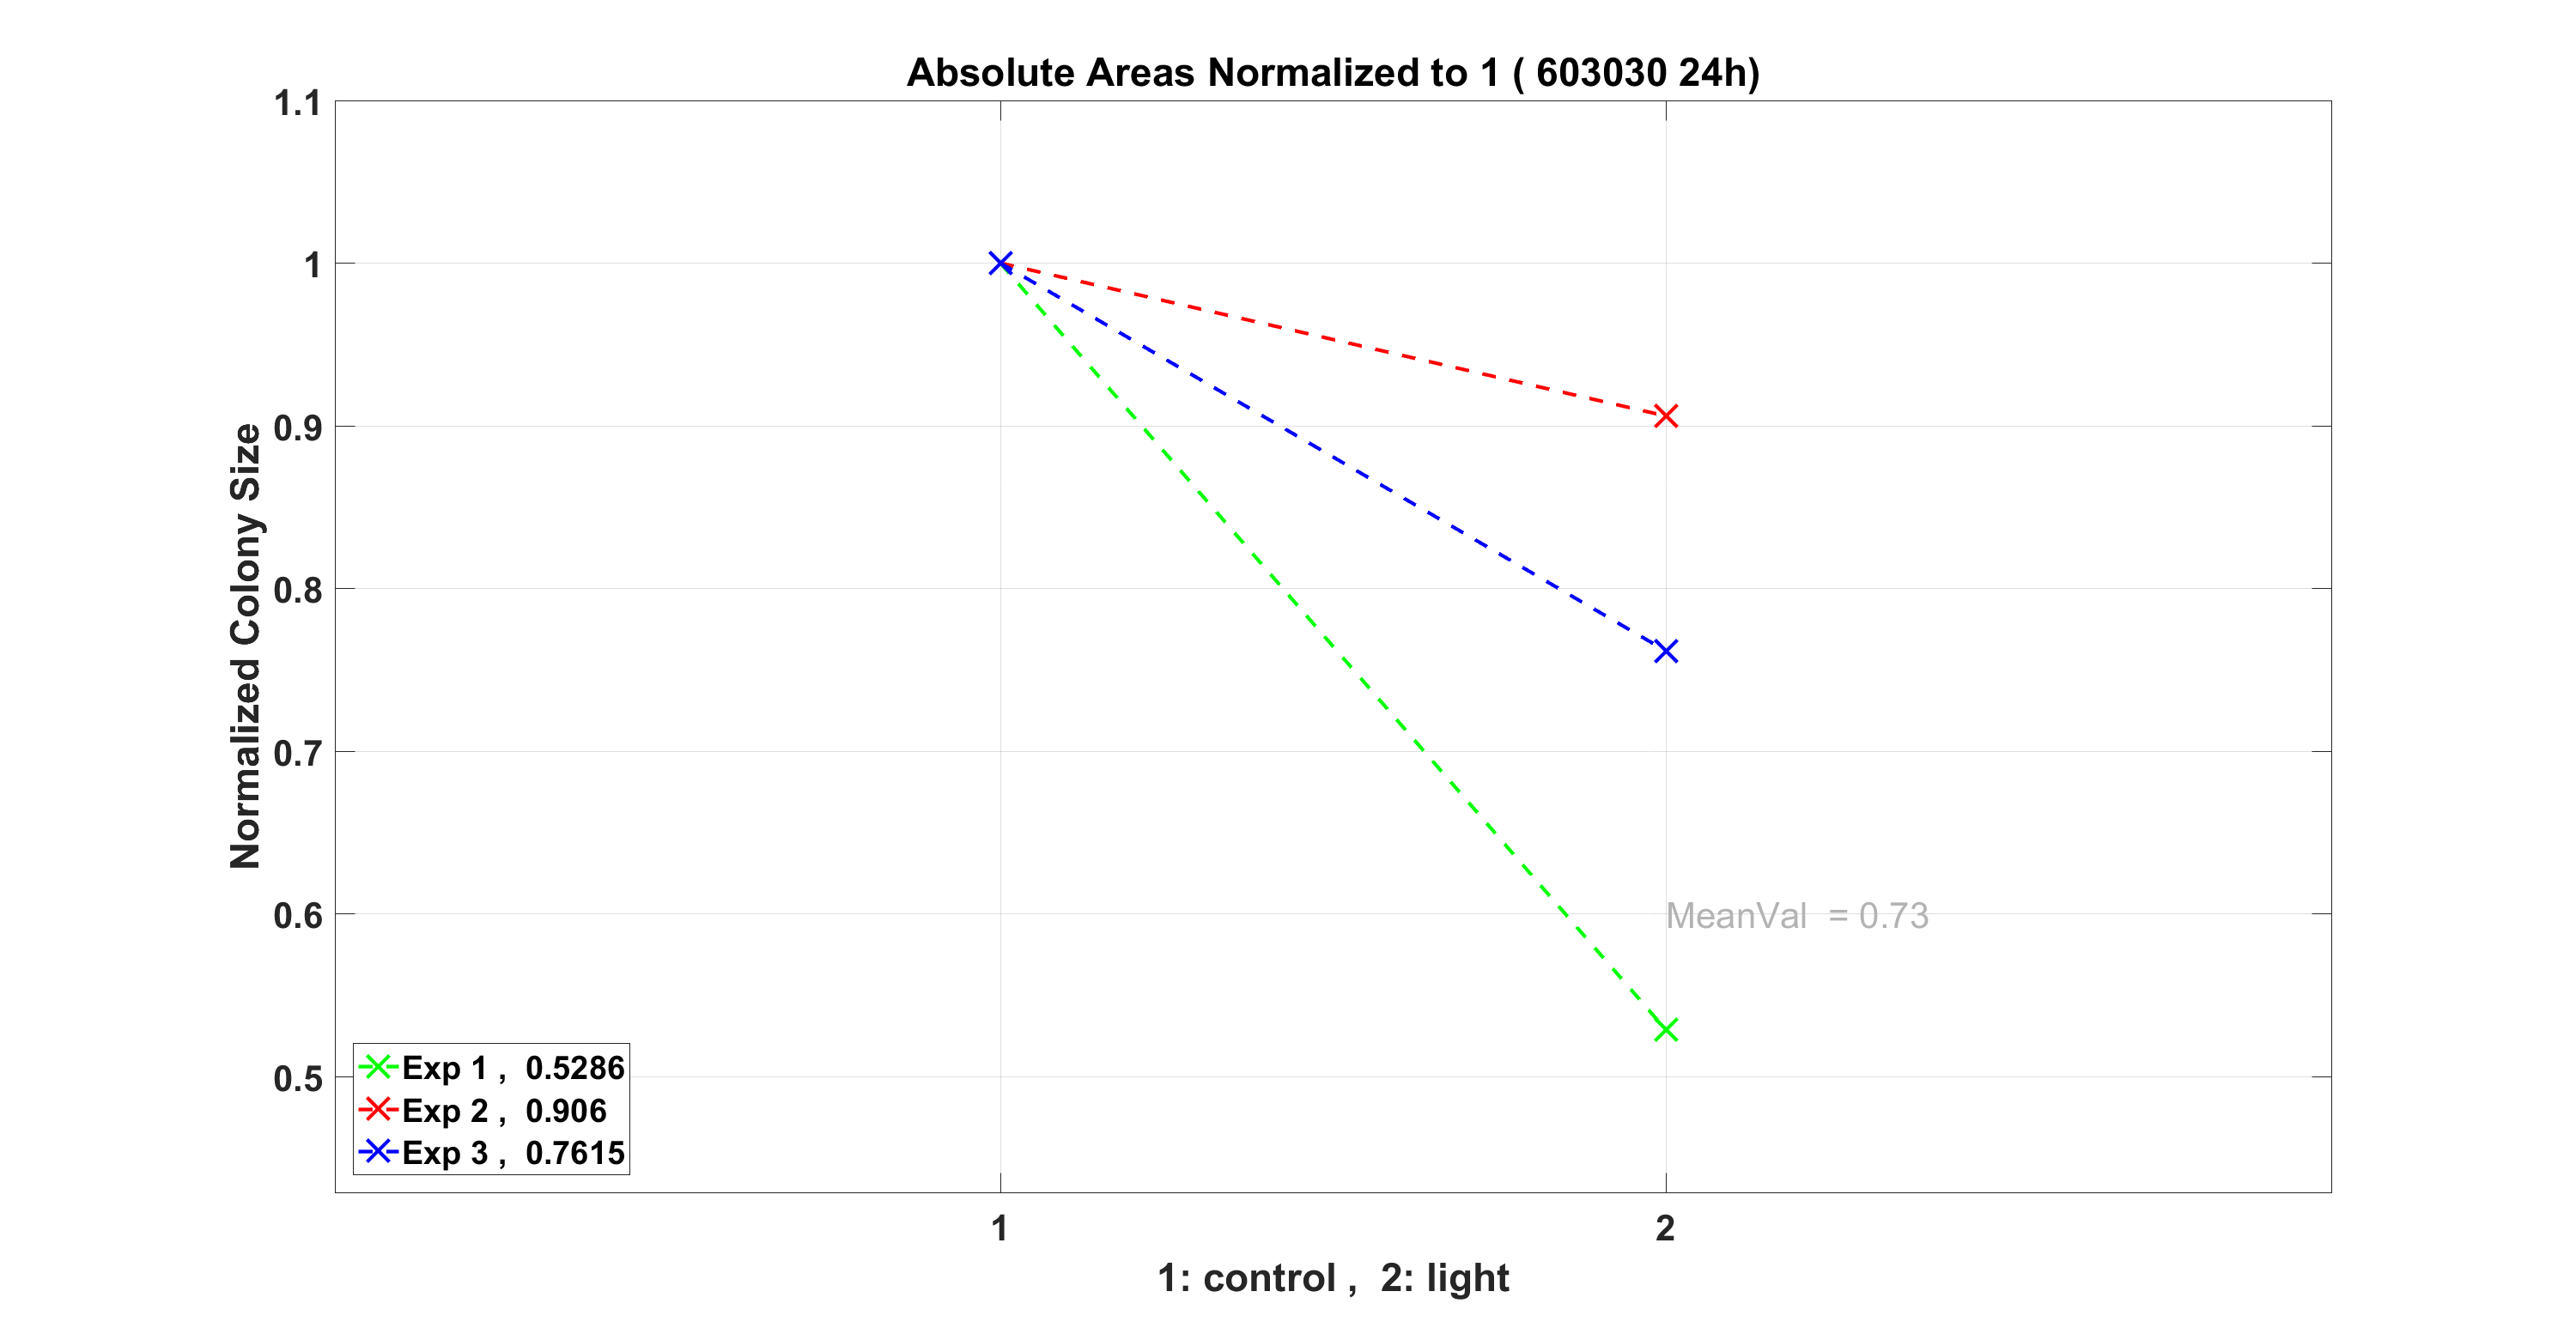 Absolute Areas Normalized to 1 ( 603030 24h)
1.1
1
0.9
0.8
0.7
0.6
0.5
Normalized Colony Size
MeanVal  = 0.73
Exp 1 ,  0.5286
Exp 2 ,  0.906
Exp 3 ,  0.7615
1
2
1: control ,  2: light